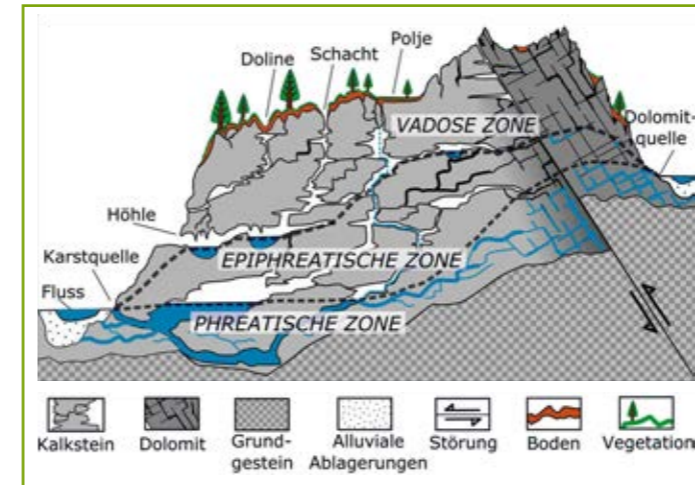 Polje
Schacht
Doline
VADOSE ZONE
Dolomit-
quelle
Höhle
EPIPHREATISCHE ZONE
Karstquelle
Fluss
PHREATISCHE ZONE
Kalkstein
Dolomit
Grund-
gestein
Alluviale
Ablagerungen
Störung
Boden
Vegetation